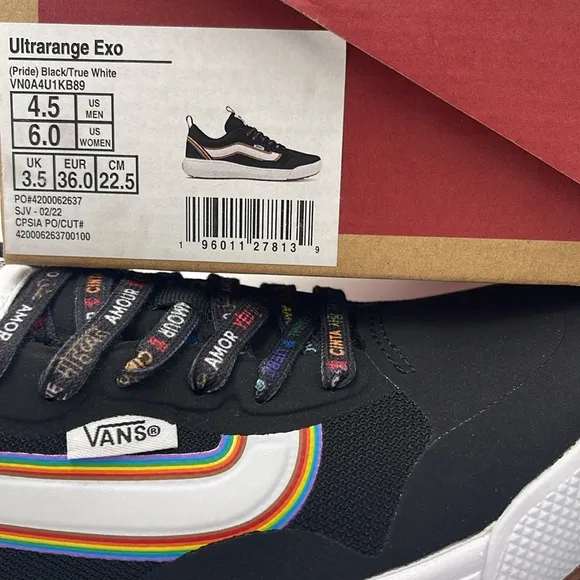 Ultrarange Exo
(Pride) Black/True White
VN0A4U1KB89
4.5 US MEN
6.0 US WOMEN
UK EUR CM
3.5 36.0 22.5
PO#4200062637
SJV - 02/22
CPSIA PO/CUT#
420006263700100
1 96011 27813 9
AMOR
AMOUR
AMOUR
AMOR
CINTA
VANS®